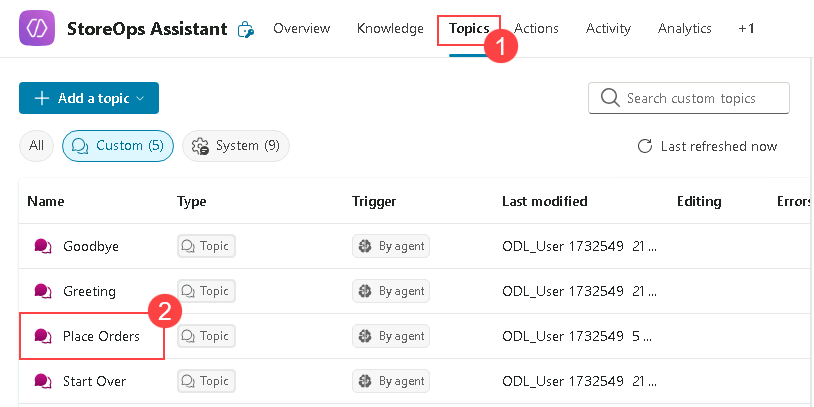 StoreOps Assistant Overview Knowledge Topics Actions Activity Analytics +1
1
Add a topic Search custom topics
All Custom (5) System (9) Last refreshed now
Name Type Trigger Last modified Editing Errors
Goodbye Topic By agent ODL_User 1732549 21 ...
Greeting Topic By agent ODL_User 1732549 21 ...
2
Place Orders Topic By agent ODL_User 1732549 5 ...
Start Over Topic By agent ODL_User 1732549 21 ...